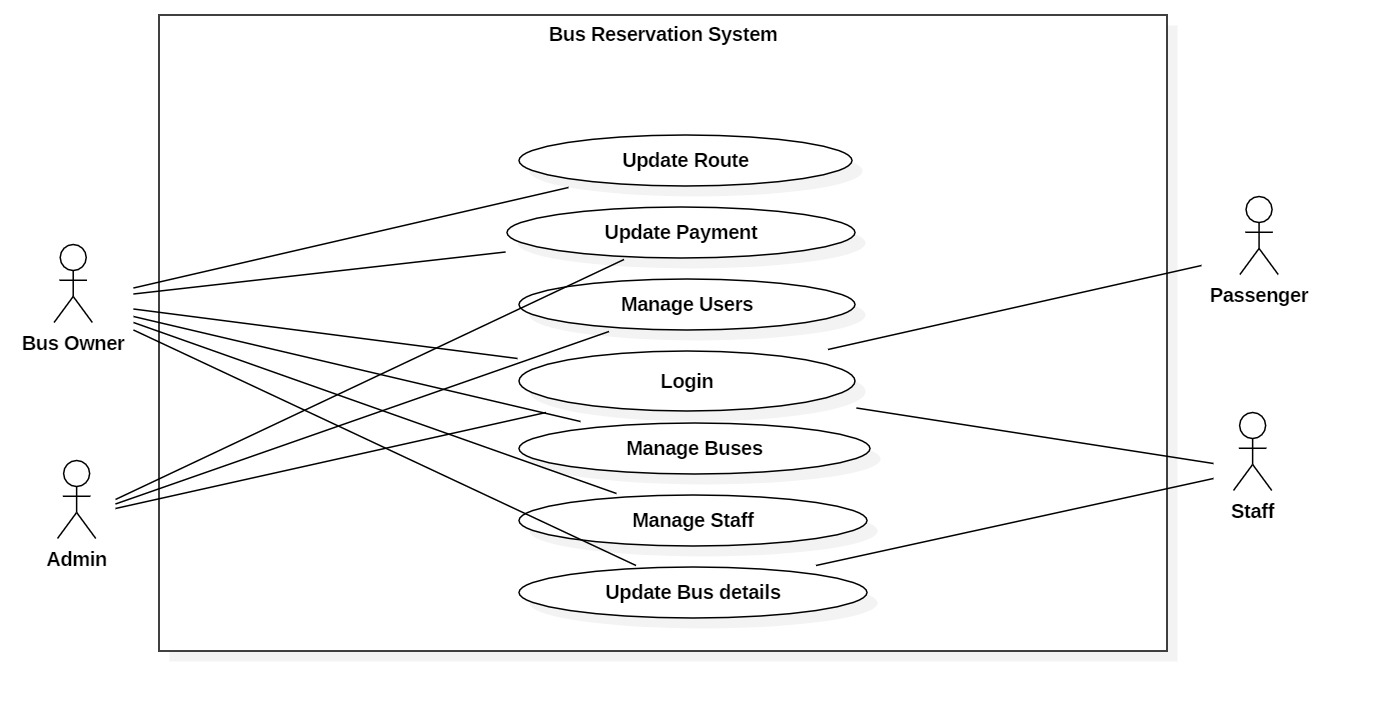 Bus Reservation System
Update Route
Update Payment
Manage Users
Login
Manage Buses
Manage Staff
Update Bus details
Bus Owner
Admin
Passenger
Staff